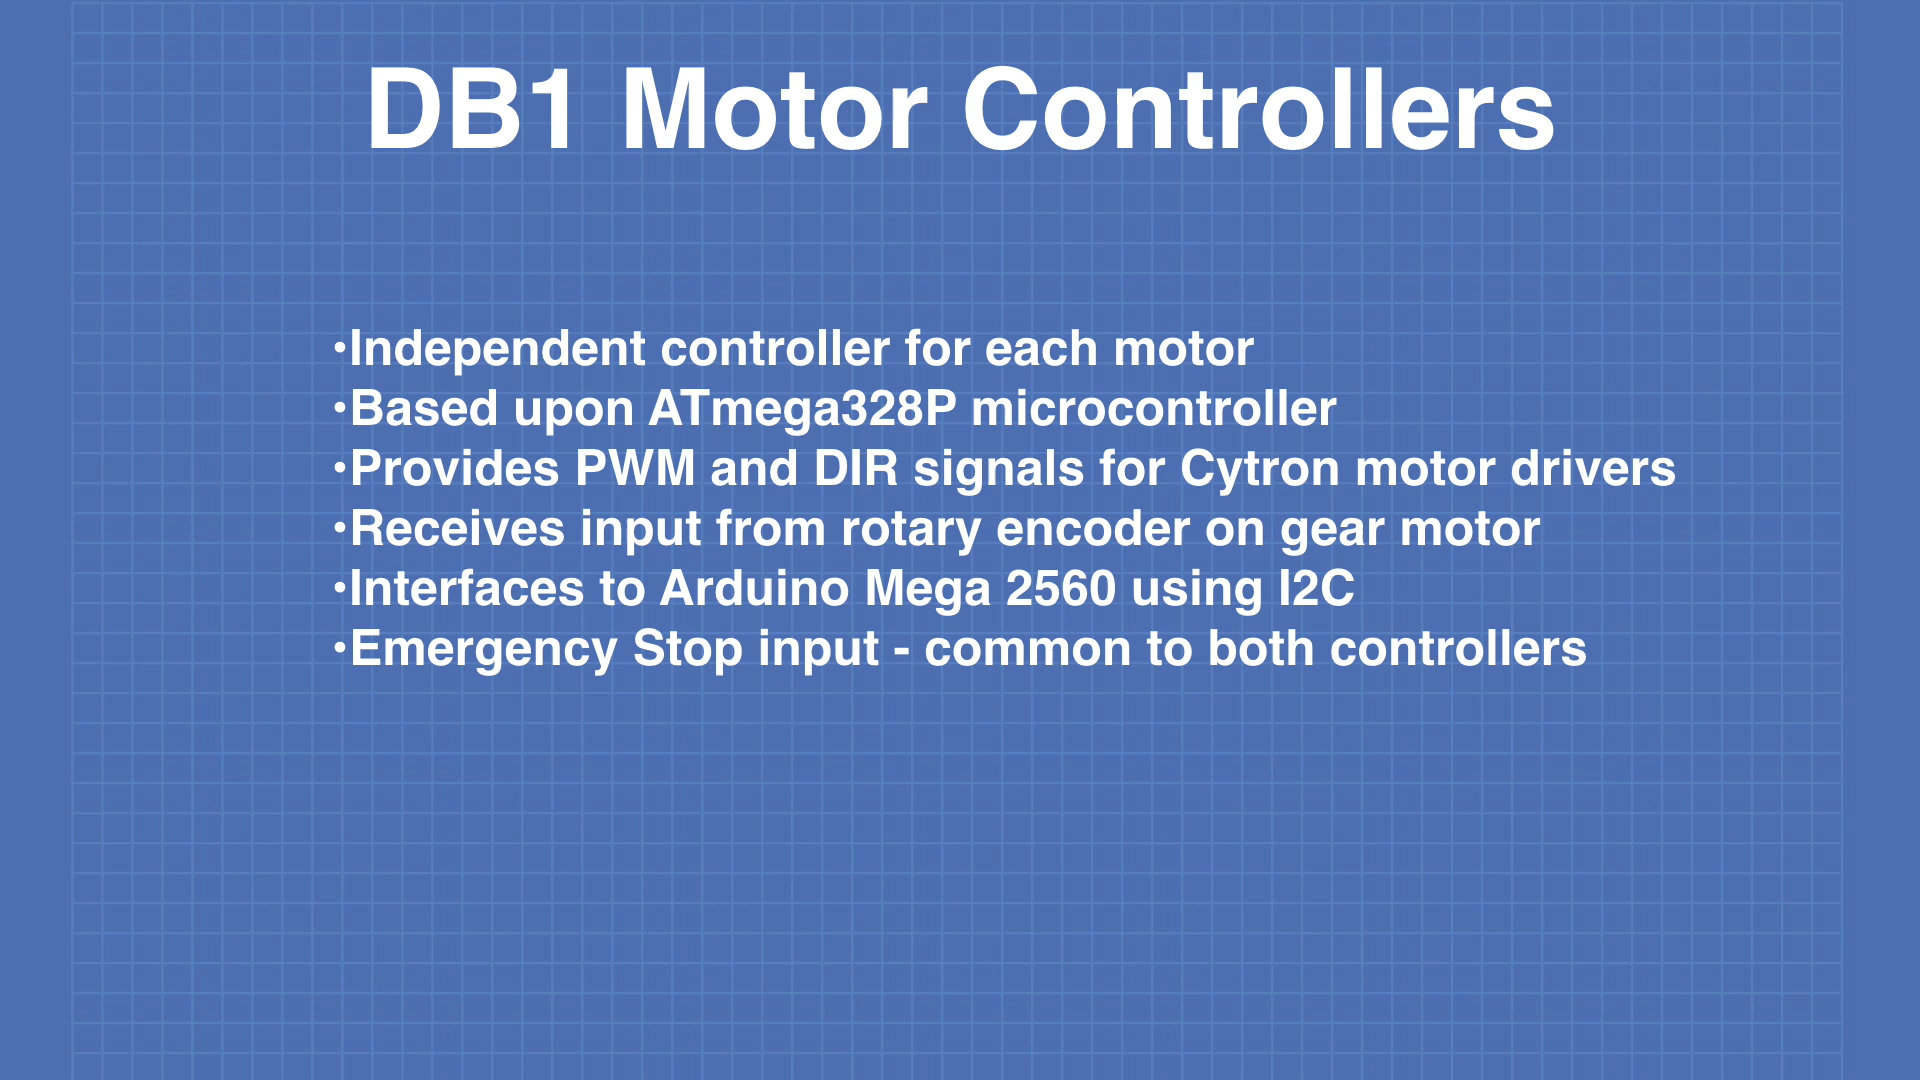 DB1 Motor Controllers
•Independent controller for each motor
•Based upon ATmega328P microcontroller
•Provides PWM and DIR signals for Cytron motor drivers
•Receives input from rotary encoder on gear motor
•Interfaces to Arduino Mega 2560 using I2C
•Emergency Stop input - common to both controllers